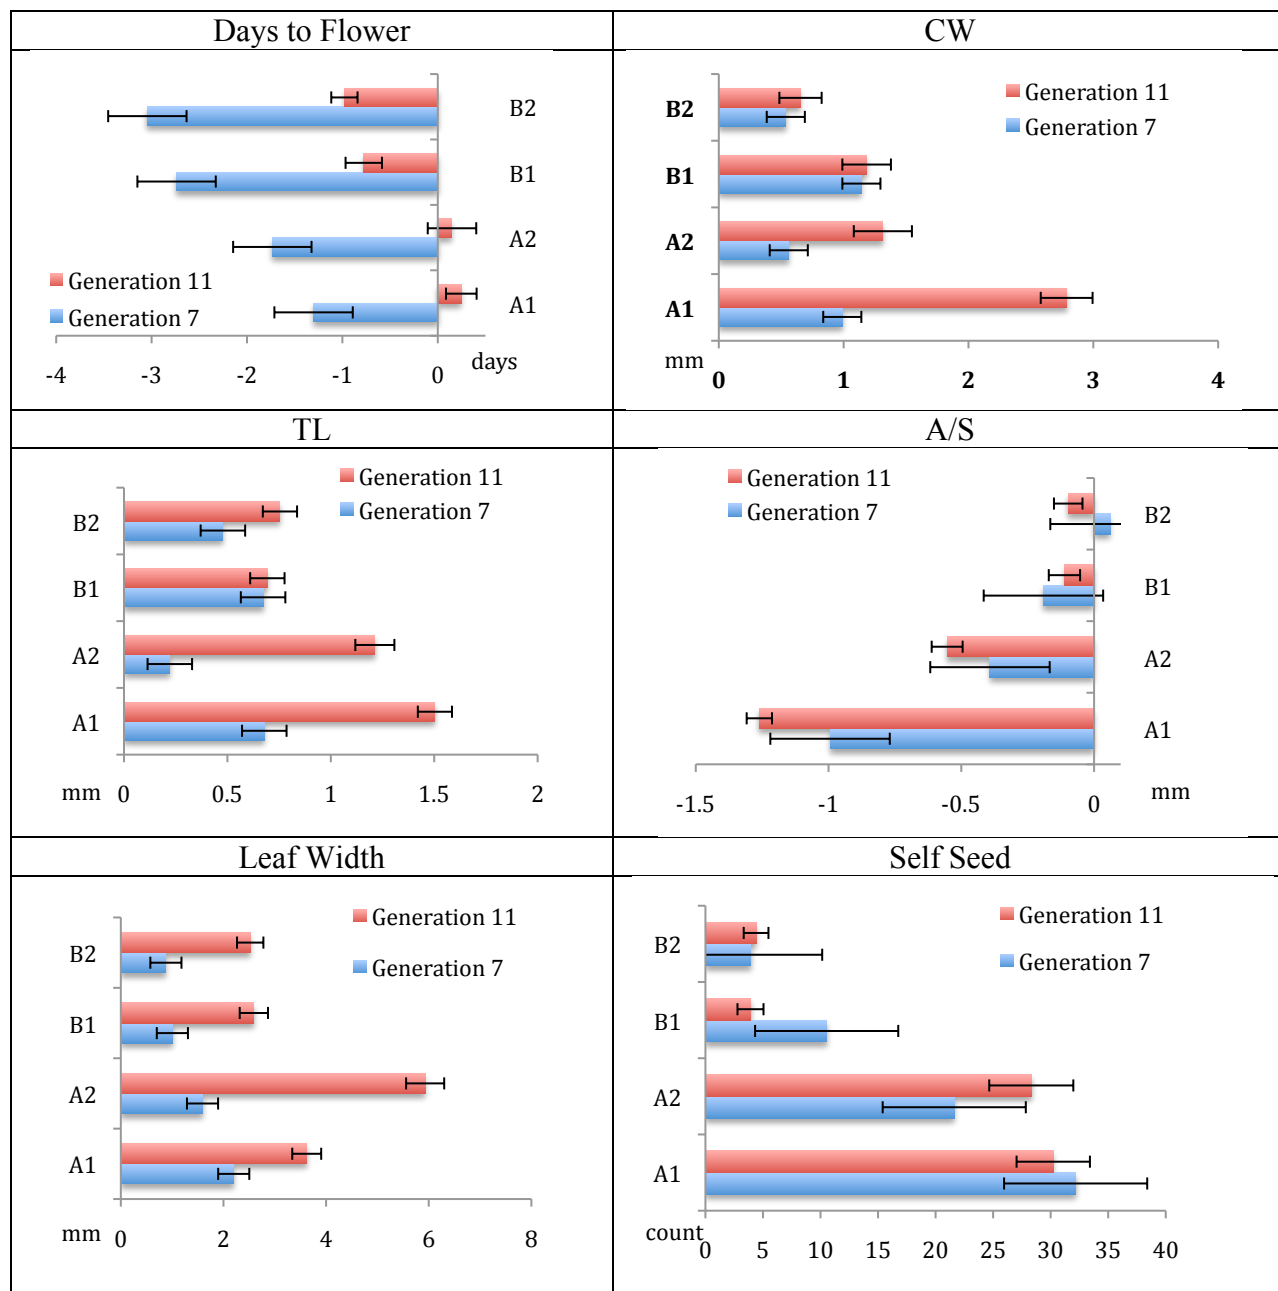 Days to Flower
B2
B1
A2
A1
Generation 11
Generation 7
days
-4 -3 -2 -1 0
CW
Generation 11
Generation 7
B2
B1
A2
A1
mm
0 1 2 3 4
TL
Generation 11
Generation 7
B2
B1
A2
A1
mm 0 0.5 1 1.5 2
A/S
Generation 11
Generation 7
B2
B1
A2
A1
-1.5 -1 -0.5 0 mm
Leaf Width
Generation 11
Generation 7
B2
B1
A2
A1
mm 0 2 4 6 8
Self Seed
Generation 11
Generation 7
B2
B1
A2
A1
count
0 5 10 15 20 25 30 35 40